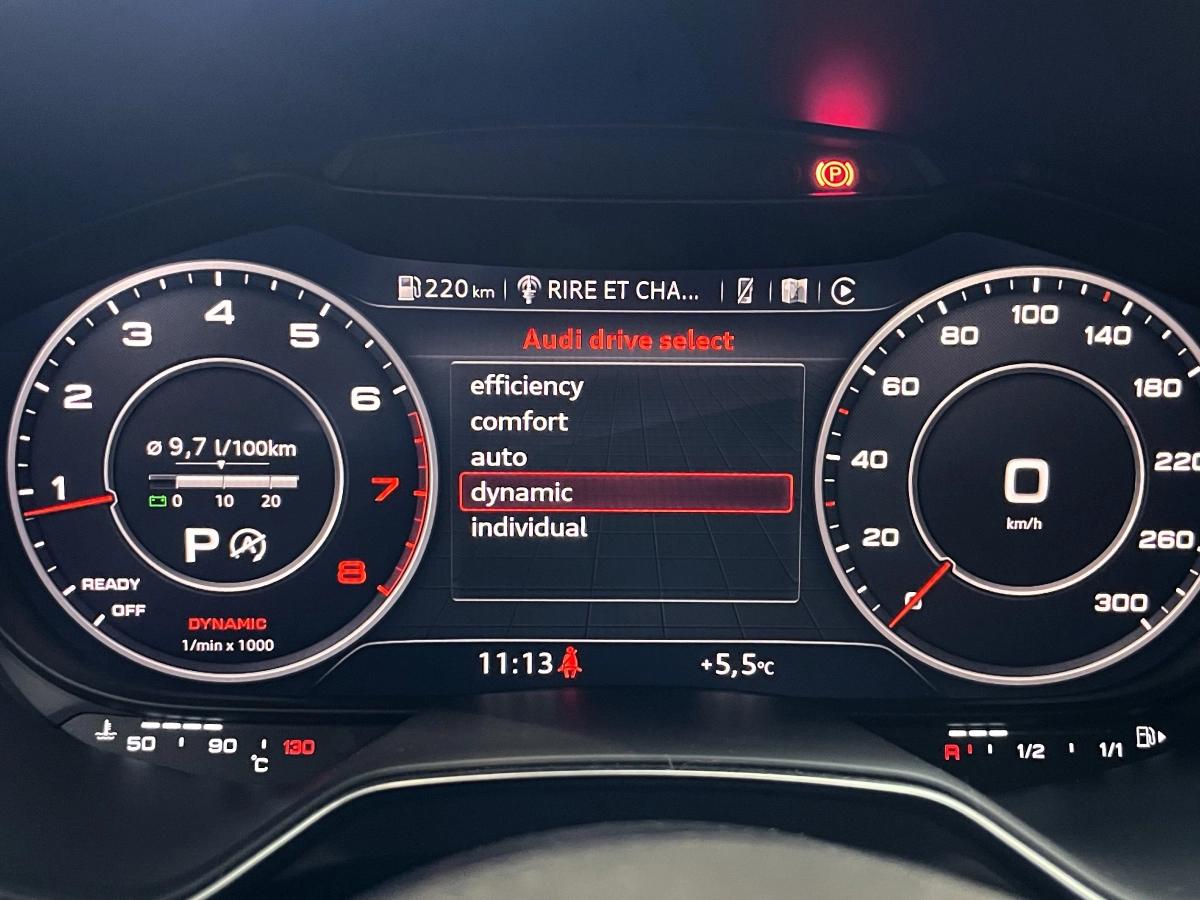 P
220 km
RIRE ET CHA...
Audi drive select
efficiency
comfort
auto
dynamic
individual
11:13
+5,5°C
1
2
3
4
5
6
7
8
ø 9,7 l/100km
0 10 20
P
A
READY
OFF
DYNAMIC
1/min x 1000
0
20
40
60
80
100
140
180
220
260
300
0
km/h
50 90 130
°C
R 1/2 1/1